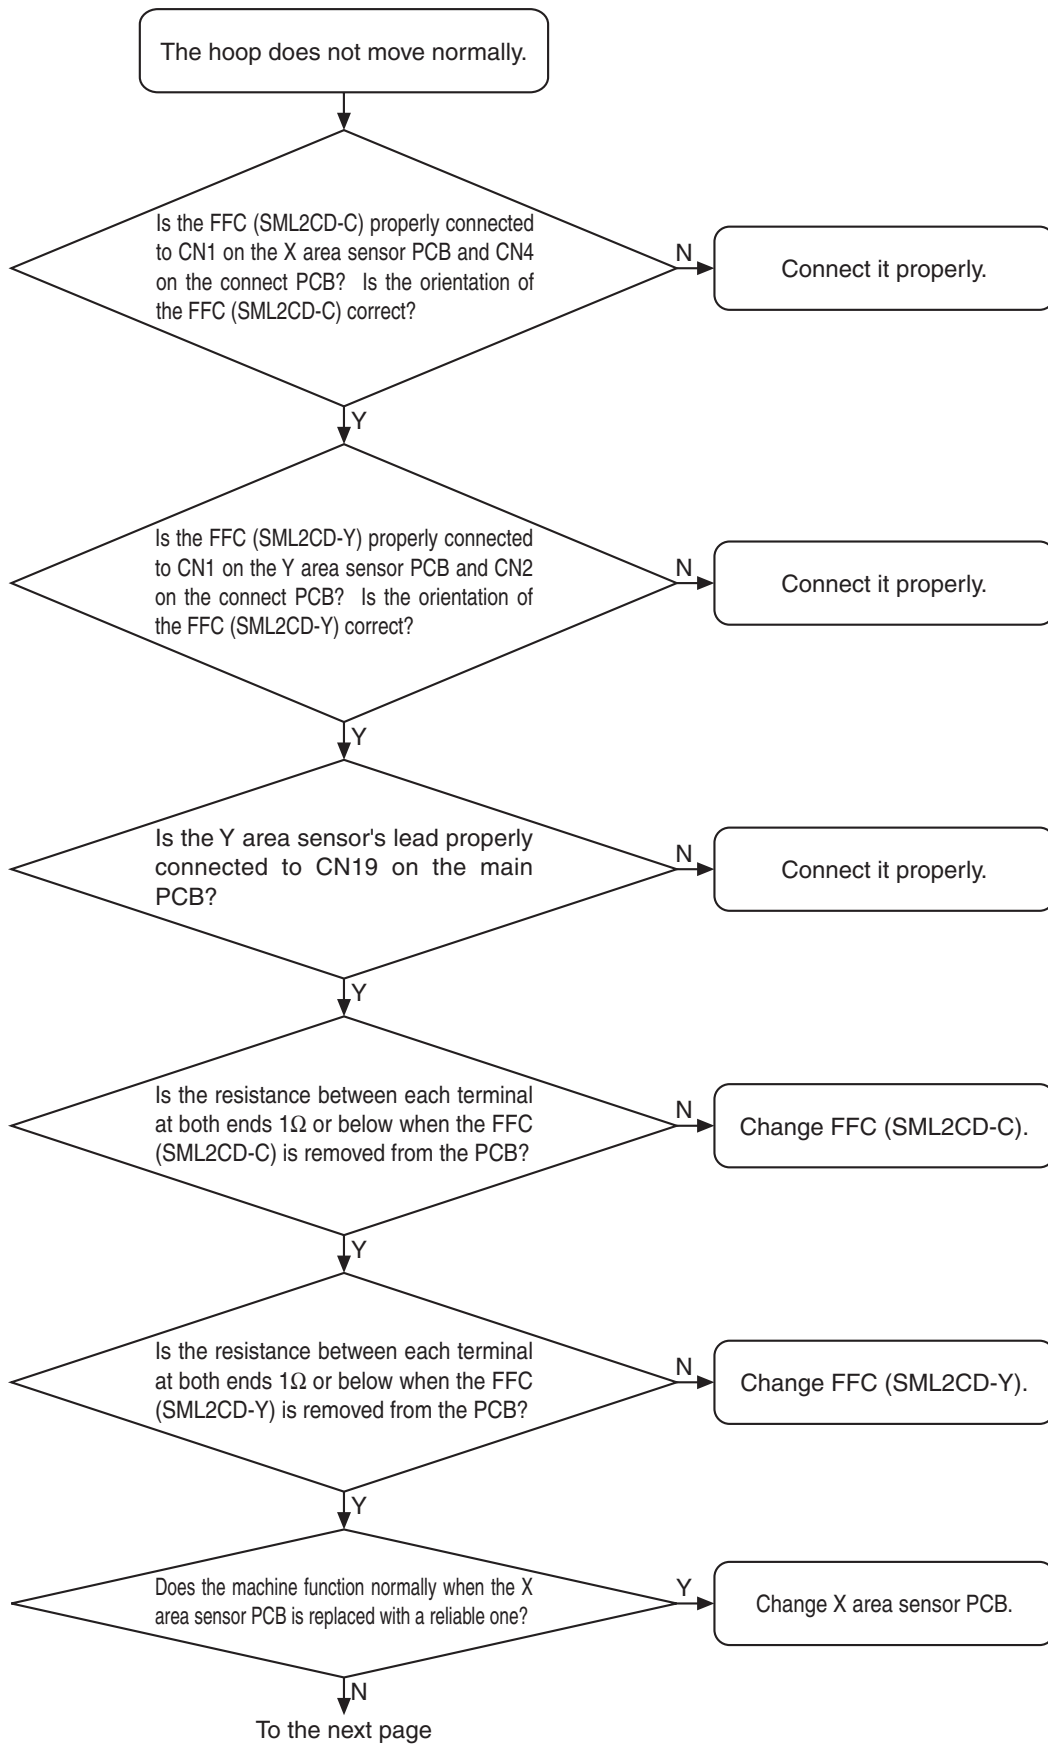 The hoop does not move normally.
Is the FFC (SML2CD-C) properly connected
to CN1 on the X area sensor PCB and CN4
on the connect PCB? Is the orientation of
the FFC (SML2CD-C) correct?
N
Connect it properly.
Y
Is the FFC (SML2CD-Y) properly connected
to CN1 on the Y area sensor PCB and CN2
on the connect PCB? Is the orientation of
the FFC (SML2CD-Y) correct?
N
Connect it properly.
Y
Is the Y area sensor's lead properly
connected to CN19 on the main
PCB?
N
Connect it properly.
Y
Is the resistance between each terminal
at both ends 1Ω or below when the FFC
(SML2CD-C) is removed from the PCB?
N
Change FFC (SML2CD-C).
Y
Is the resistance between each terminal
at both ends 1Ω or below when the FFC
(SML2CD-Y) is removed from the PCB?
N
Change FFC (SML2CD-Y).
Y
Does the machine function normally when the X
area sensor PCB is replaced with a reliable one?
Y
Change X area sensor PCB.
N
To the next page